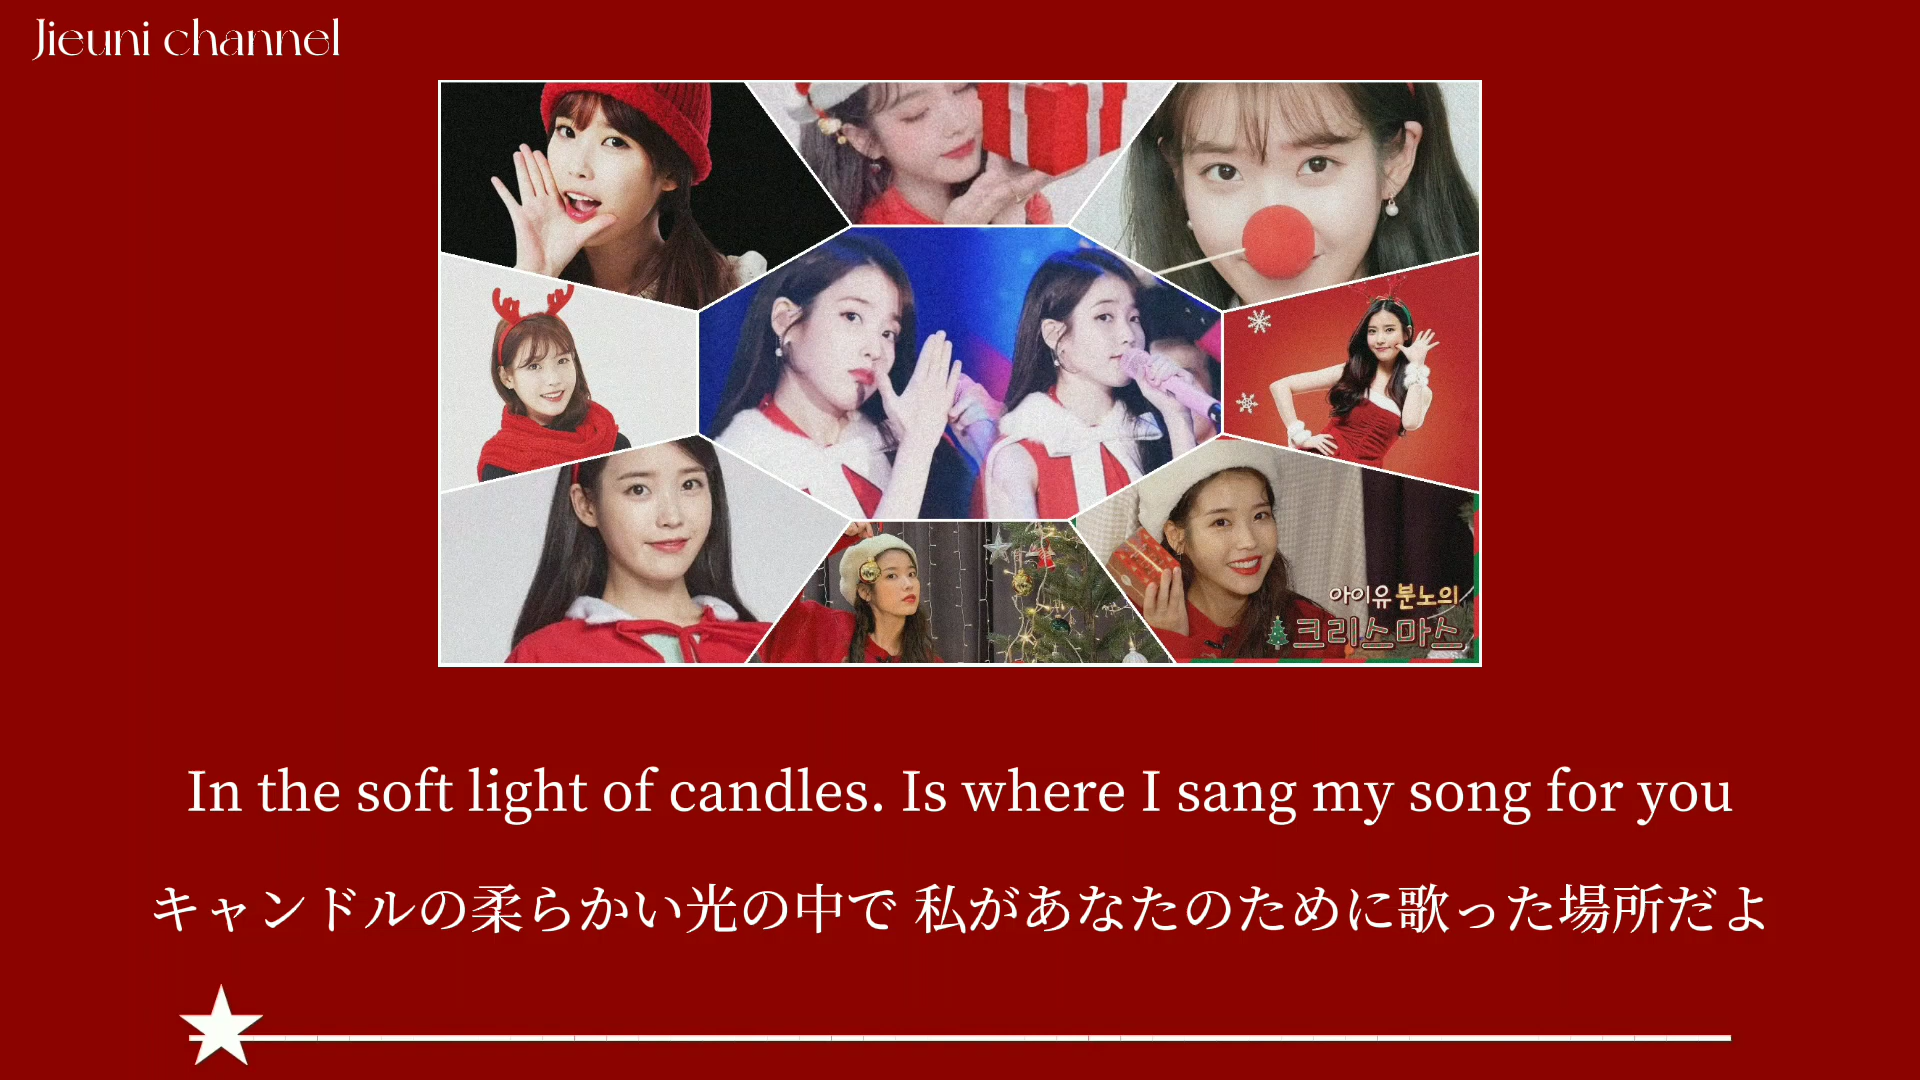 Jieuni channel
아이유 분노의
크리스마스
In the soft light of candles. Is where I sang my song for you
キャンドルの柔らかい光の中で 私があなたのために歌った場所だよ